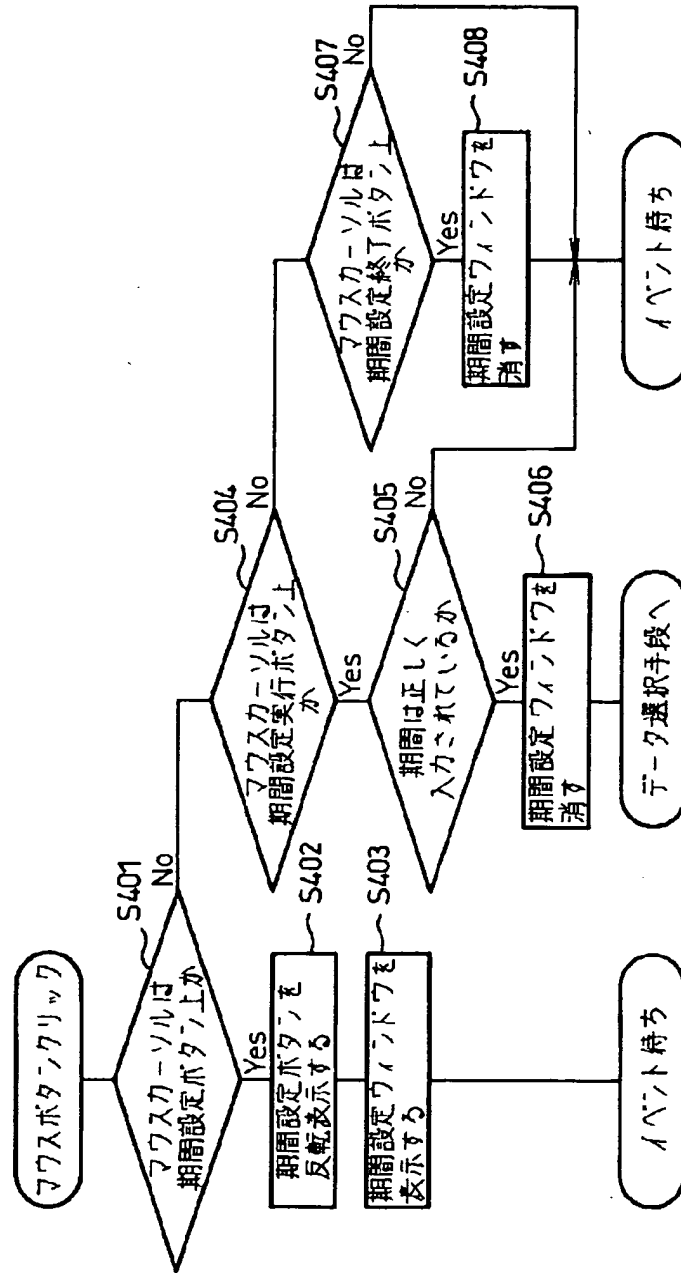 マウスボタンクリック
S401
マウスカーソルは
期間設定ボタン上か
No
Yes
S402
期間設定ボタンを
反転表示する
S403
期間設定ウィンドウを
表示する
イベント待ち
S404
マウスカーソルは
期間設定実行ボタン上
か
No
Yes
S405
期間は正しく
入力されているか
No
Yes
S406
期間設定ウィンドウを
消す
データ選択手段へ
S407
マウスカーソルは
期間設定終了ボタン上
か
No
Yes
S408
期間設定ウィンドウを
消す
イベント待ち